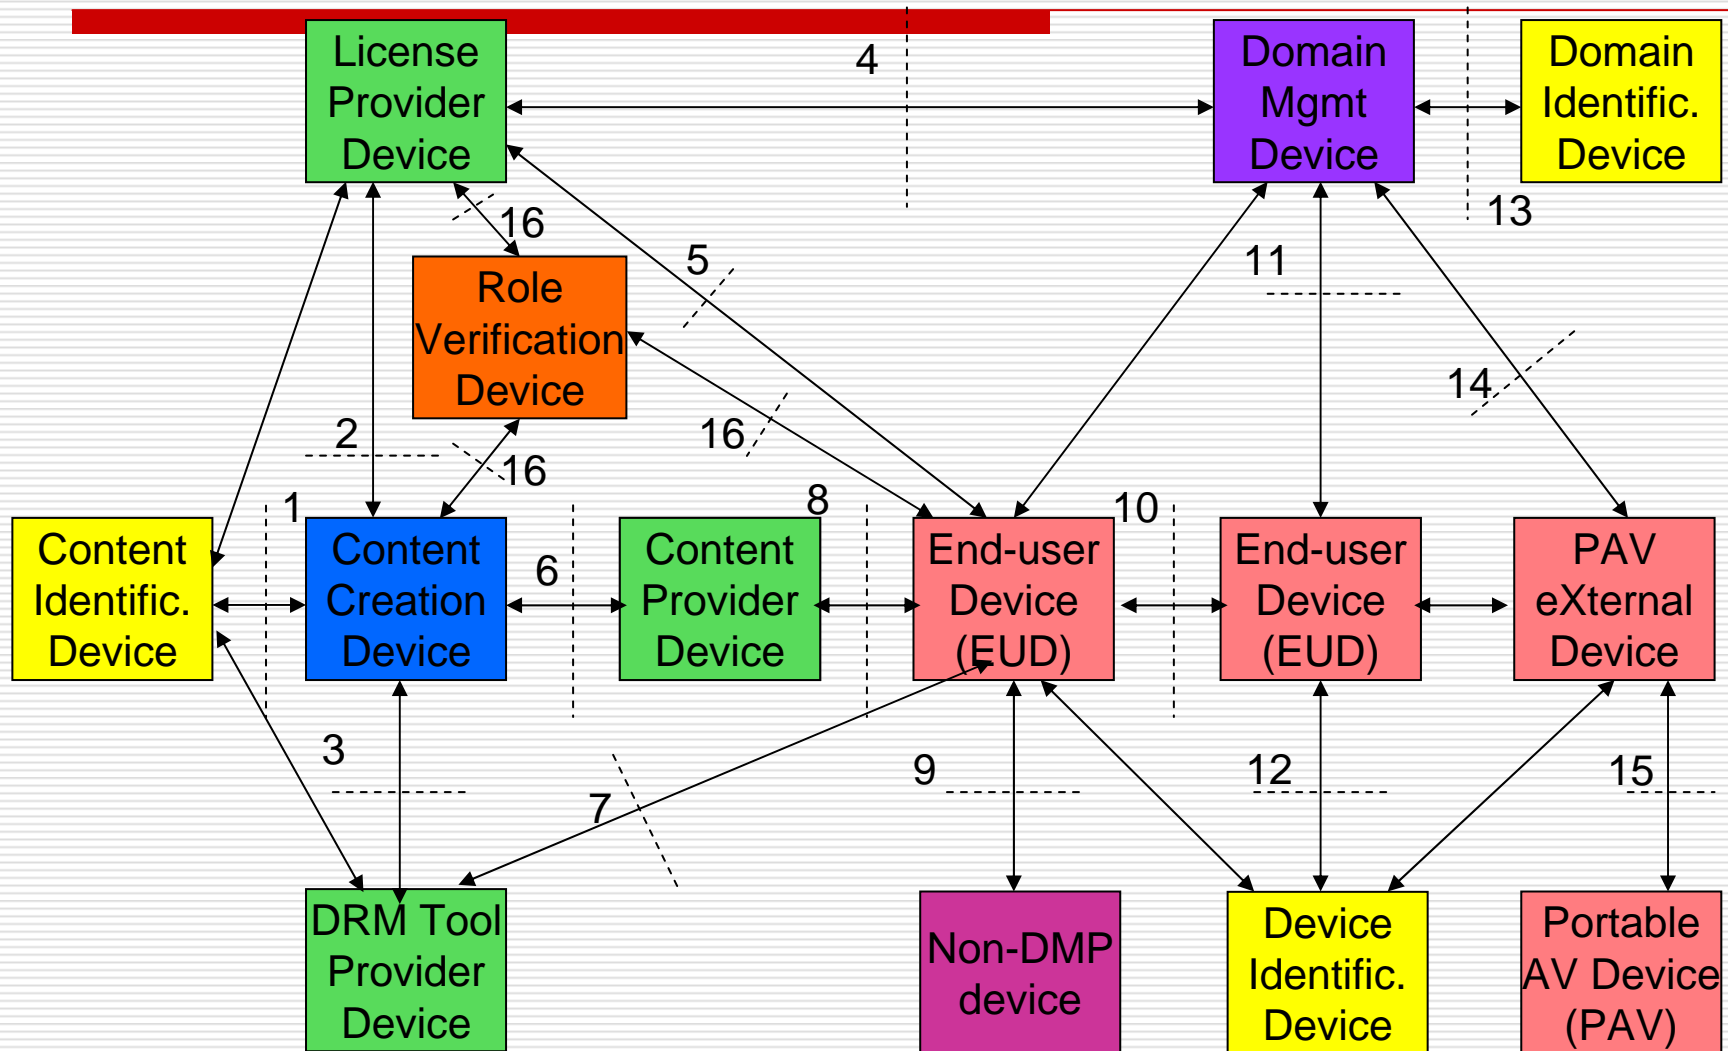 License
Provider
Device
4
Domain
Mgmt
Device
Domain
Identific.
Device
13
16
5
11
Role
Verification
Device
14
2
16
16
1
8
10
Content
Identific.
Device
Content
Creation
Device
6
Content
Provider
Device
End-user
Device
(EUD)
End-user
Device
(EUD)
PAV
eXternal
Device
3
7
9
12
15
DRM Tool
Provider
Device
Non-DMP
device
Device
Identific.
Device
Portable
AV Device
(PAV)